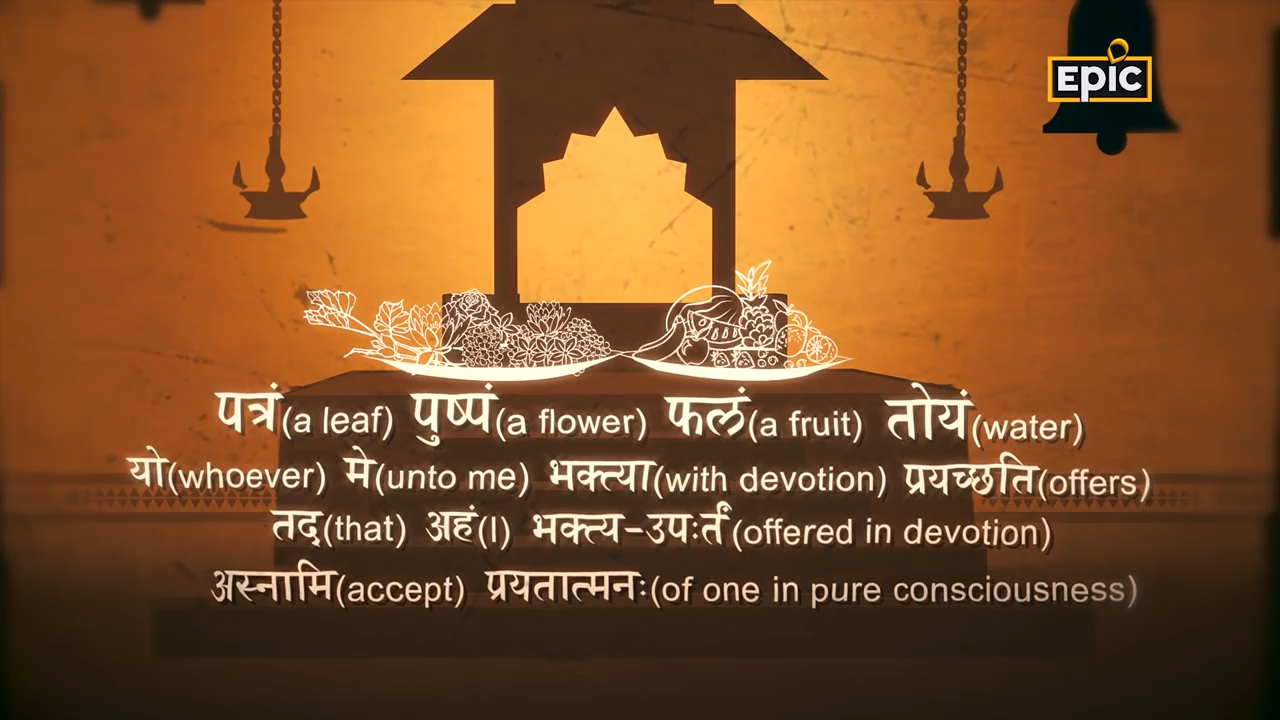 EPIC
पत्रं(a leaf) पुष्पं(a flower) फलं(a fruit) तोयं(water)
यो(whoever) मे(unto me) भक्त्या(with devotion) प्रयच्छति(offers)
तद्(that) अहं(I) भक्त्य-उपःर्तं(offered in devotion)
अस्नामि(accept) प्रयतात्मनः(of one in pure consciousness)